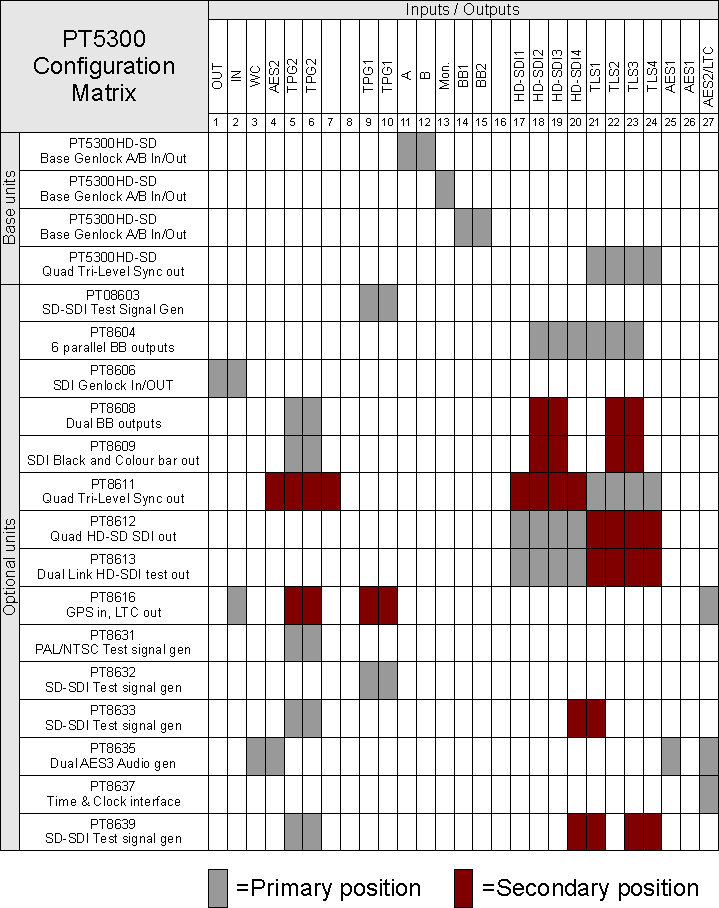 Inputs / Outputs
PT5300
Configuration
Matrix
OUT
IN
WC
AES2
TPG2
TPG2
TPG1
TPG1
A
B
Mon.
BB1
BB2
HD-SDI1
HD-SDI2
HD-SDI3
HD-SDI4
TLS1
TLS2
TLS3
TLS4
AES1
AES1
AES2/LTC
1 2 3 4 5 6 7 8 9 10 11 12 13 14 15 16 17 18 19 20 21 22 23 24 25 26 27
Base units
PT5300HD-SD
Base Genlock A/B In/Out
PT5300HD-SD
Base Genlock A/B In/Out
PT5300HD-SD
Base Genlock A/B In/Out
PT5300HD-SD
Quad Tri-Level Sync out
Optional units
PT08603
SD-SDI Test Signal Gen
PT8604
6 parallel BB outputs
PT8606
SDI Genlock In/OUT
PT8608
Dual BB outputs
PT8609
SDI Black and Colour bar out
PT8611
Quad Tri-Level Sync out
PT8612
Quad HD-SD SDI out
PT8613
Dual Link HD-SDI test out
PT8616
GPS in, LTC out
PT8631
PAL/NTSC Test signal gen
PT8632
SD-SDI Test signal gen
PT8633
SD-SDI Test signal gen
PT8635
Dual AES3 Audio gen
PT8637
Time & Clock interface
PT8639
SD-SDI Test signal gen
=Primary position
=Secondary position